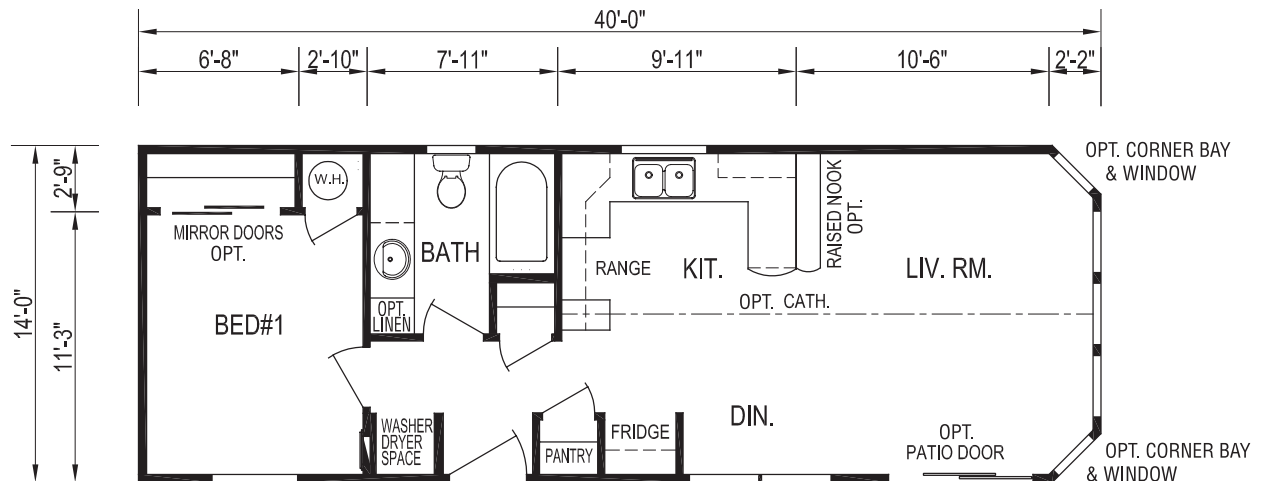 40'-0"
6'-8" 2'-10" 7'-11" 9'-11" 10'-6" 2'-2"
OPT. CORNER BAY
& WINDOW
2'-9"
W.H.
MIRROR DOORS
OPT.
BATH
RANGE
KIT.
RAISED NOOK
OPT.
LIV. RM.
OPT. CATH.
14'-0"
11'-3"
BED#1
OPT.
LINEN
WASHER
DRYER
SPACE
PANTRY
FRIDGE
DIN.
OPT.
PATIO DOOR
OPT. CORNER BAY
& WINDOW